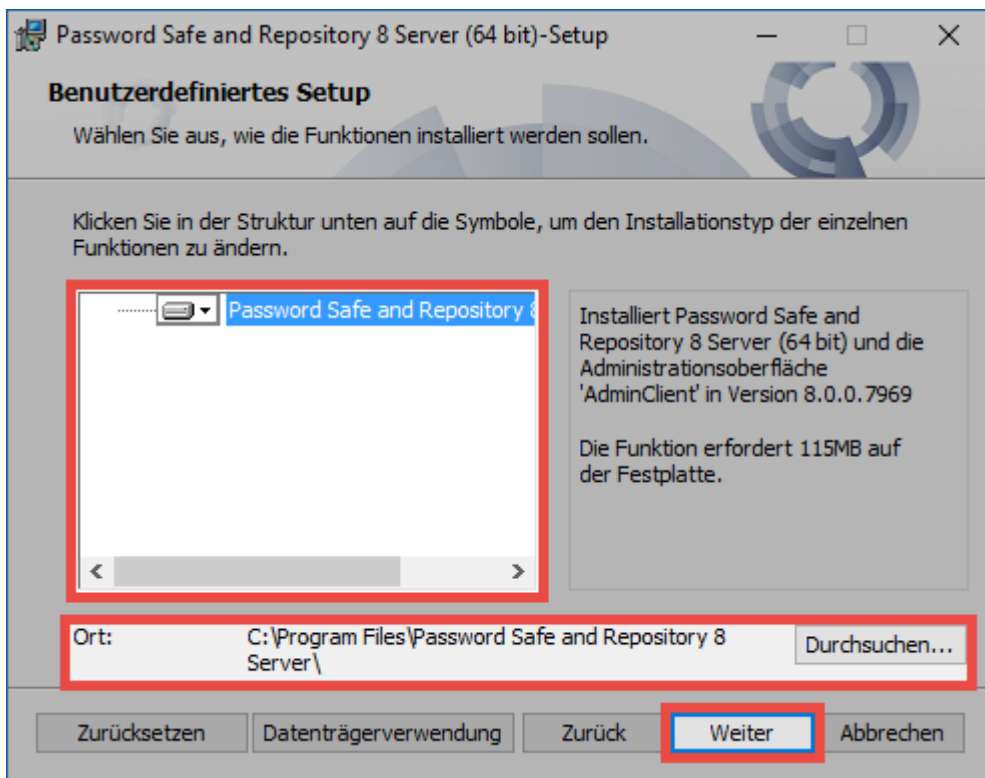 Password Safe and Repository 8 Server (64 bit)-Setup
Benutzerdefiniertes Setup
Wählen Sie aus, wie die Funktionen installiert werden sollen.
Klicken Sie in der Struktur unten auf die Symbole, um den Installationstyp der einzelnen
Funktionen zu ändern.
Password Safe and Repository 8
Installiert Password Safe and
Repository 8 Server (64 bit) und die
Administrationsoberfläche
'AdminClient' in Version 8.0.0.7969
Die Funktion erfordert 115MB auf
der Festplatte.
Ort:
C:\Program Files\Password Safe and Repository 8
Server\
Durchsuchen...
Zurücksetzen
Datenträgerverwendung
Zurück
Weiter
Abbrechen